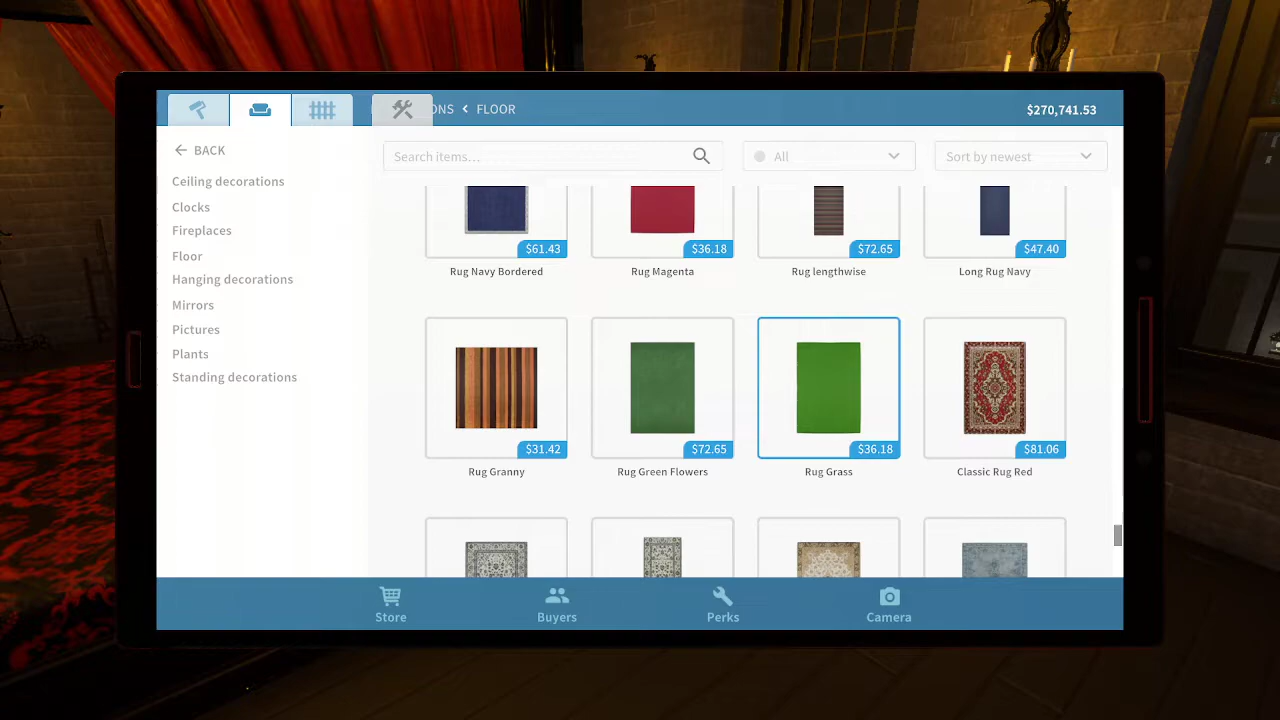 ONS < FLOOR
$270,741.53
BACK
Search items...
All
Sort by newest
Ceiling decorations
Clocks
Fireplaces
Floor
Hanging decorations
Mirrors
Pictures
Plants
Standing decorations
$61.43 $36.18 $72.65 $47.40
Rug Navy Bordered Rug Magenta Rug lengthwise Long Rug Navy
$31.42 $72.65 $36.18 $81.06
Rug Granny Rug Green Flowers Rug Grass Classic Rug Red
Store Buyers Perks Camera